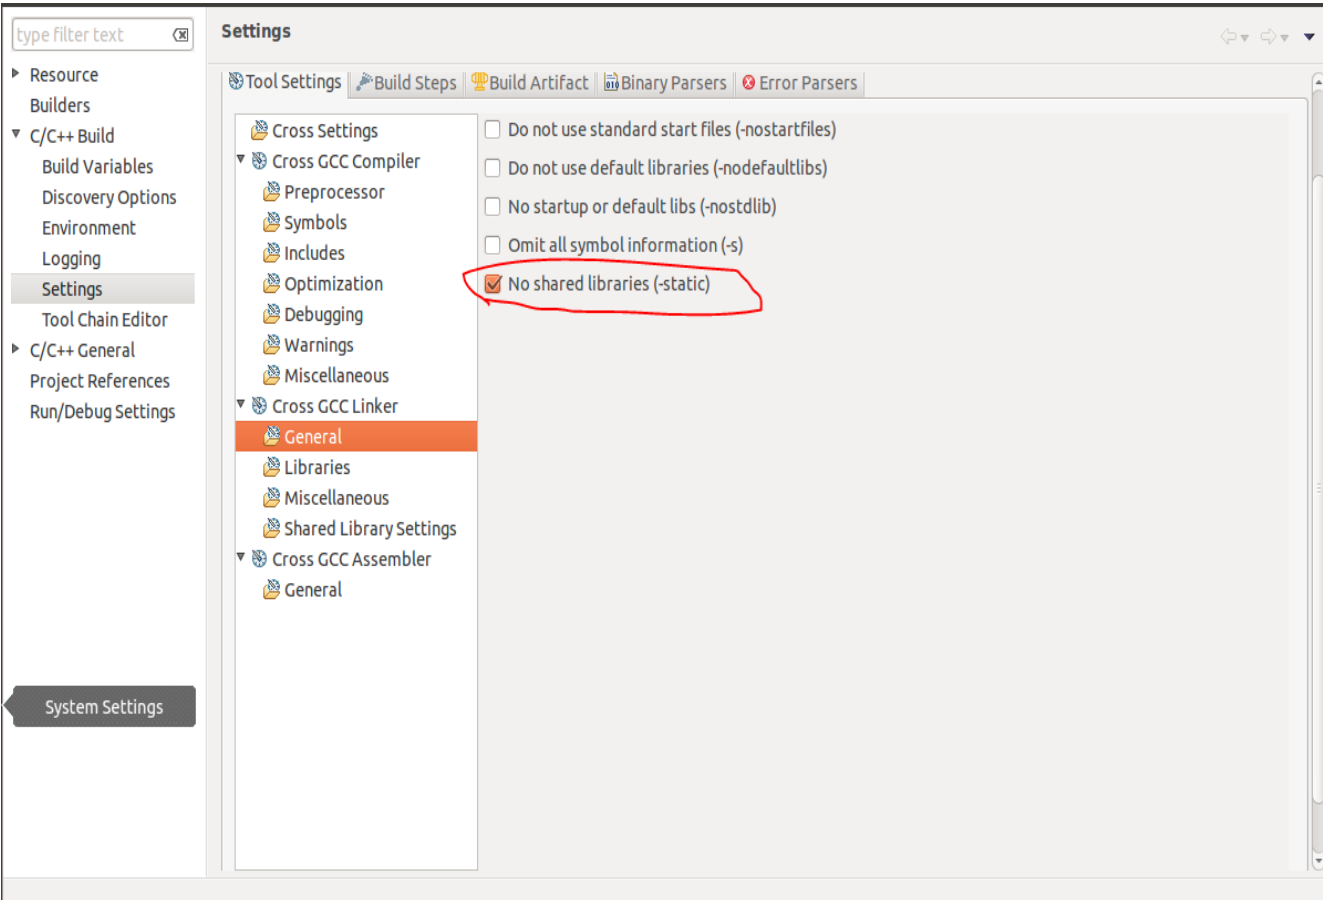 type filter text
Resource
Builders
C/C++ Build
Build Variables
Discovery Options
Environment
Logging
Settings
Tool Chain Editor
C/C++ General
Project References
Run/Debug Settings
System Settings
Settings
Tool Settings
Build Steps
Build Artifact
Binary Parsers
Error Parsers
Cross Settings
Cross GCC Compiler
Preprocessor
Symbols
Includes
Optimization
Debugging
Warnings
Miscellaneous
Cross GCC Linker
General
Libraries
Miscellaneous
Shared Library Settings
Cross GCC Assembler
General
Do not use standard start files (-nostartfiles)
Do not use default libraries (-nodefaultlibs)
No startup or default libs (-nostdlib)
Omit all symbol information (-s)
No shared libraries (-static)